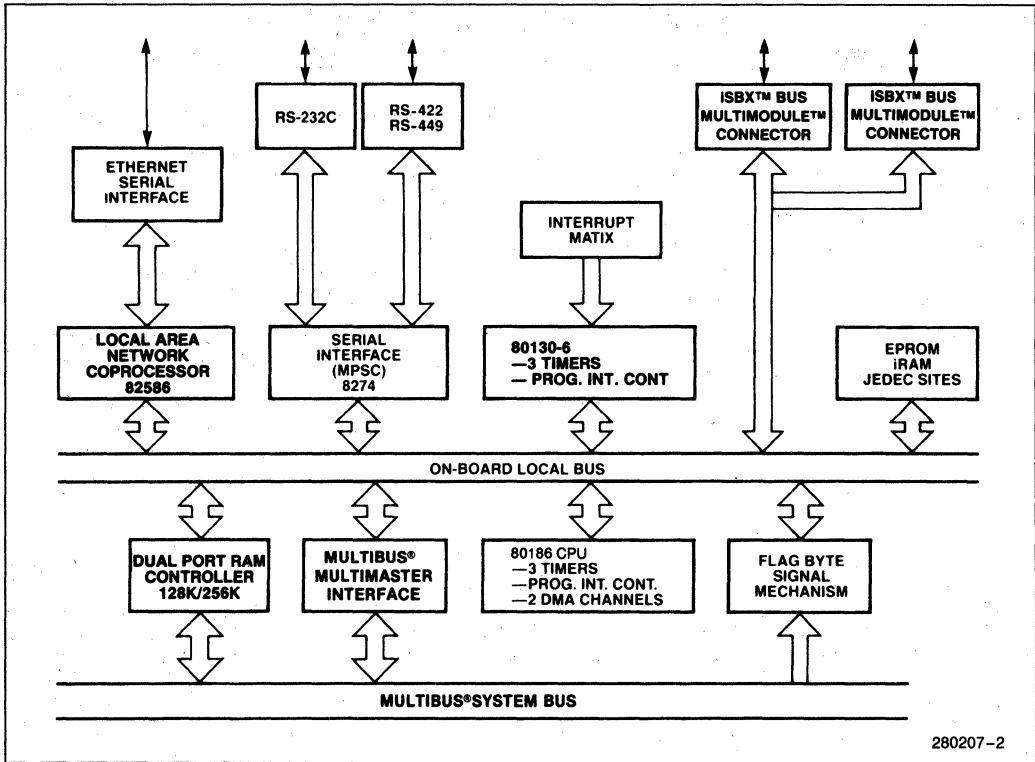 RS-232C
RS-422
RS-449
iSBX™ BUS
MULTIMODULE™
CONNECTOR
iSBX™ BUS
MULTIMODULE™
CONNECTOR
ETHERNET
SERIAL
INTERFACE
INTERRUPT
MATIX
LOCAL AREA
NETWORK
COPROCESSOR
82586
SERIAL
INTERFACE
(MPSC)
8274
80130-6
—3 TIMERS
— PROG. INT. CONT
EPROM
iRAM
JEDEC SITES
ON-BOARD LOCAL BUS
DUAL PORT RAM
CONTROLLER
128K/256K
MULTIBUS®
MULTIMASTER
INTERFACE
80186 CPU
—3 TIMERS
—PROG. INT. CONT.
—2 DMA CHANNELS
FLAG BYTE
SIGNAL
MECHANISM
MULTIBUS®SYSTEM BUS
280207–2